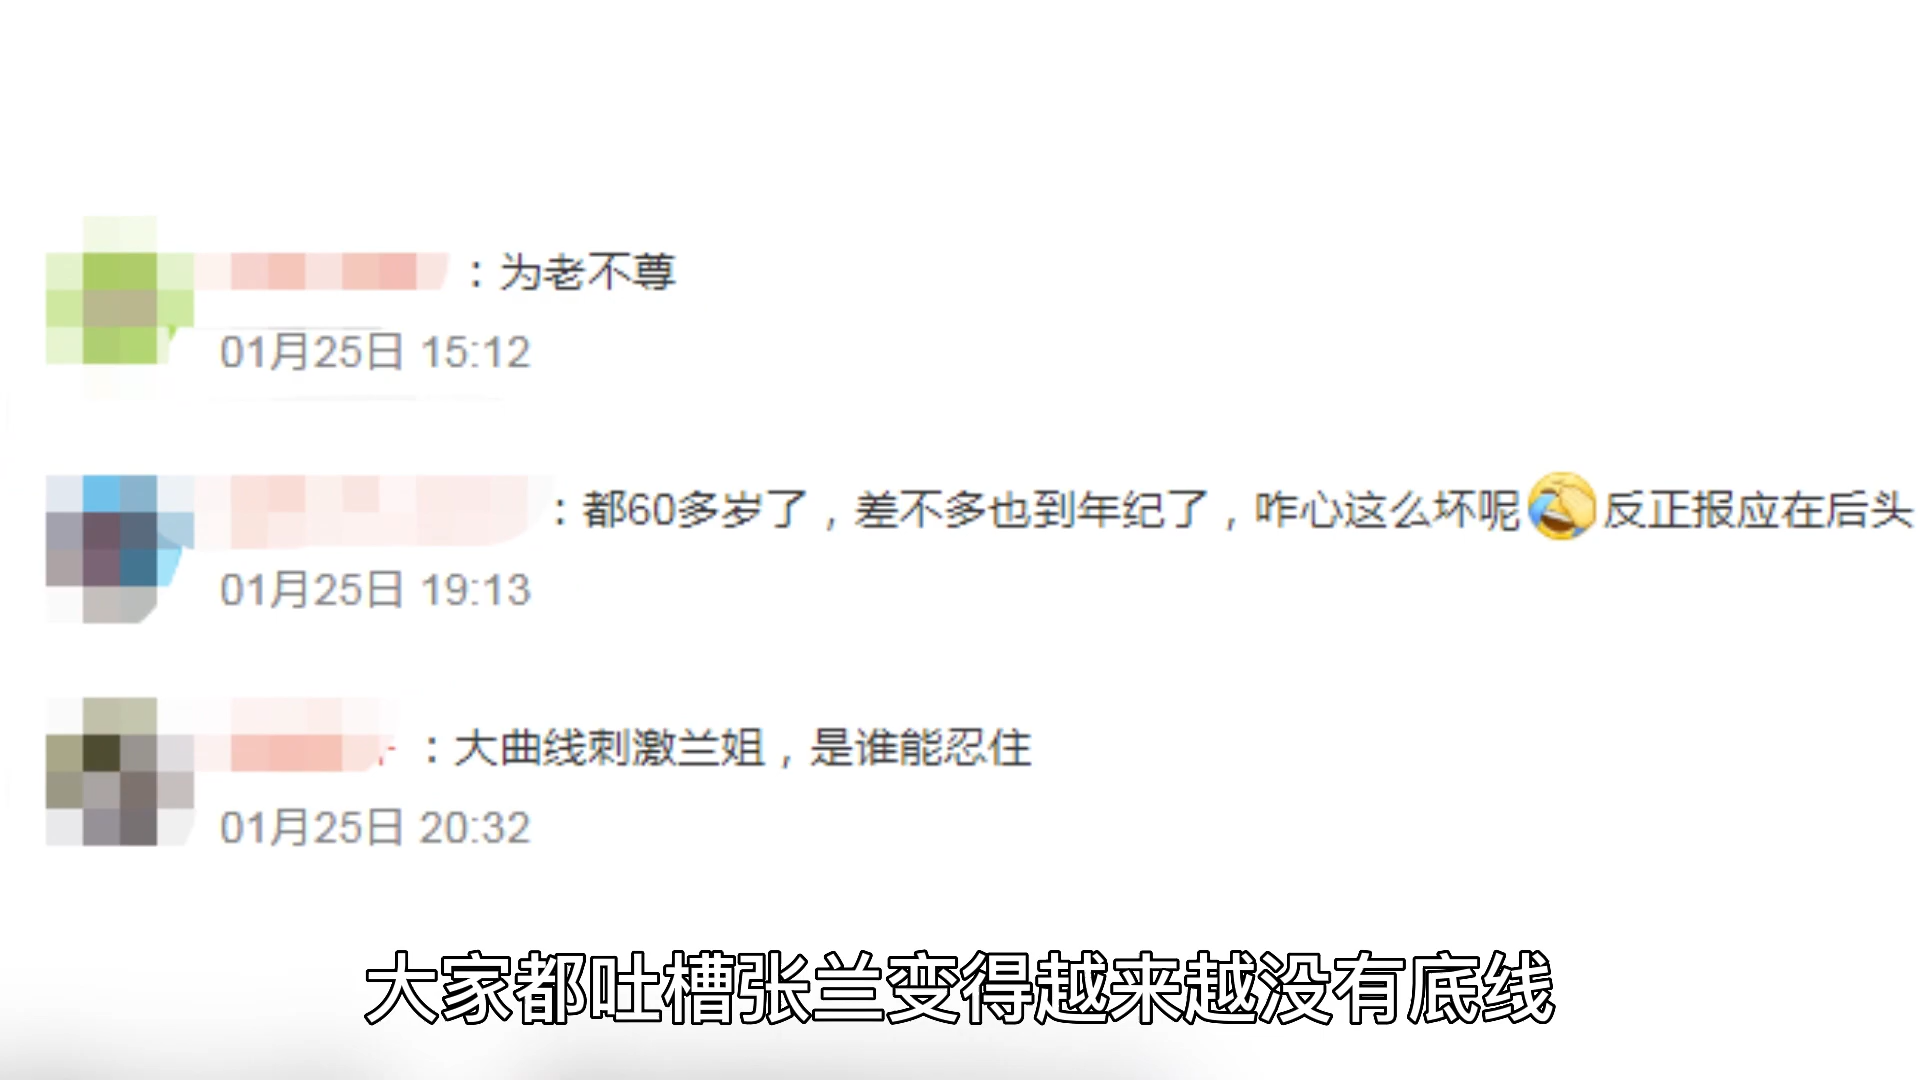 ：为老不尊
01月25日 15:12
：都60多岁了，差不多也到年纪了，咋心这么坏呢🤣反正报应在后头
01月25日 19:13
：大曲线刺激兰姐，是谁能忍住
01月25日 20:32
大家都吐槽张兰变得越来越没有底线